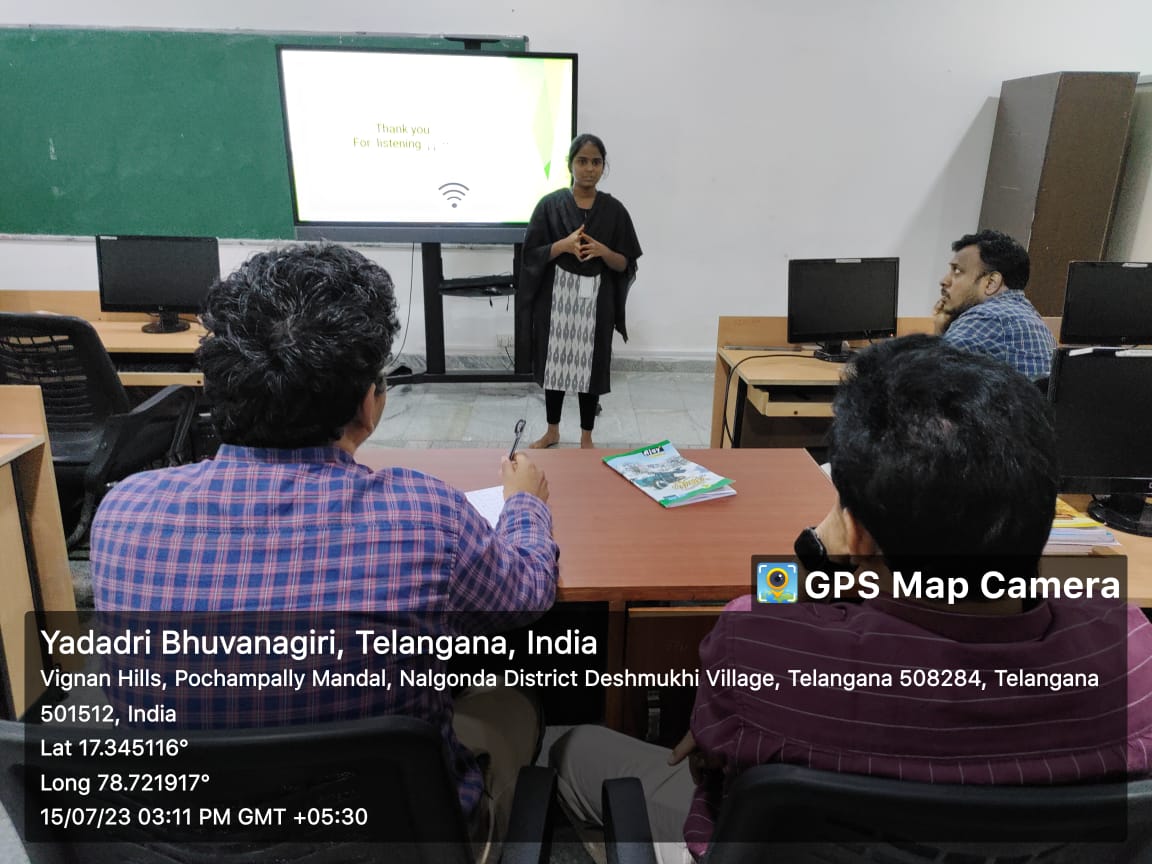 Thank you
For listening
GPS Map Camera
Yadadri Bhuvanagiri, Telangana, India
Vignan Hills, Pochampally Mandal, Nalgonda District Deshmukhi Village, Telangana 508284, Telangana
501512, India
Lat 17.345116°
Long 78.721917°
15/07/23 03:11 PM GMT +05:30